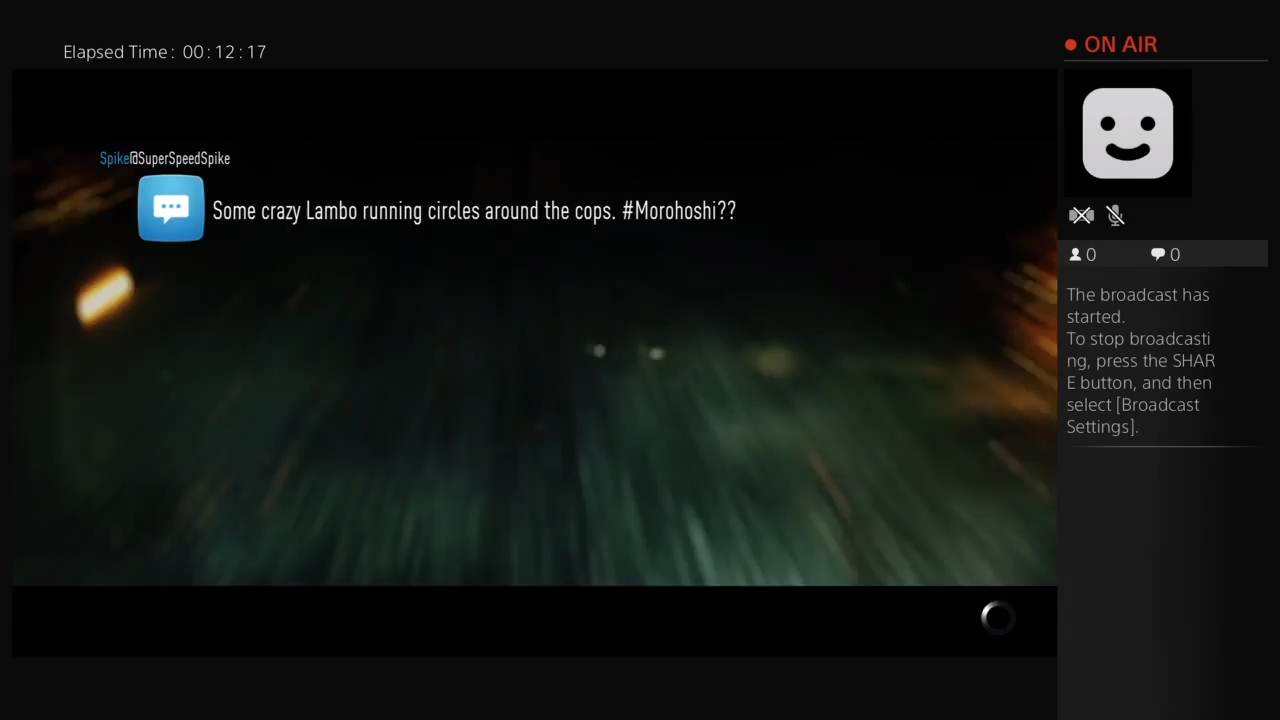 Elapsed Time: 00:12:17
ON AIR
Spike@SuperSpeedSpike
Some crazy Lambo running circles around the cops. #Morohoshi??
0 0
The broadcast has
started.
To stop broadcasti
ng, press the SHAR
E button, and then
select [Broadcast
Settings].